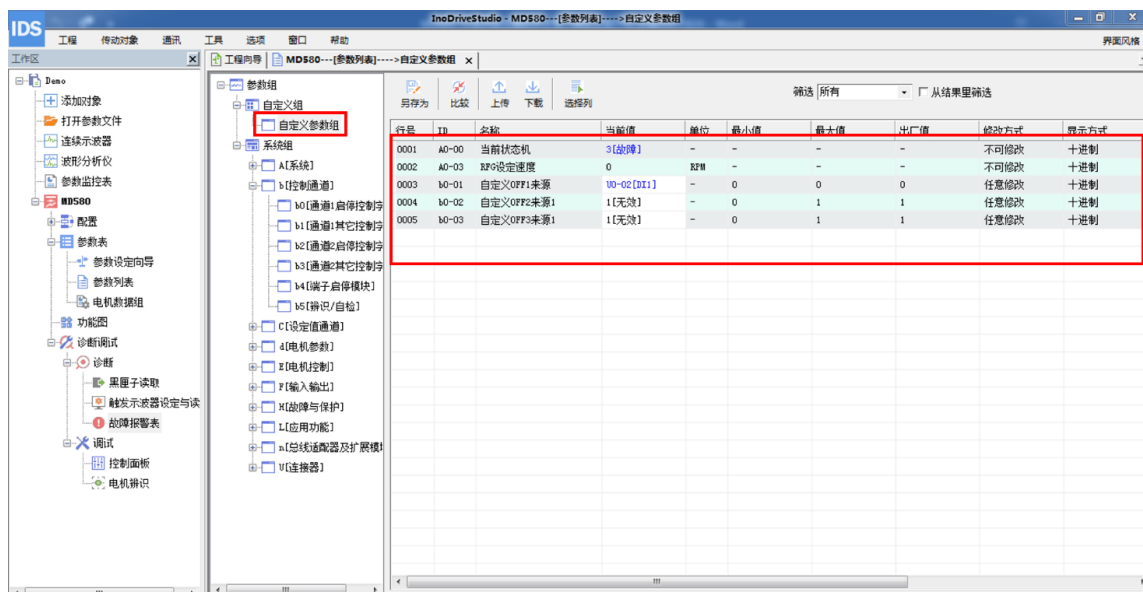 InoDriveStudio - MD580---[参数列表]---->自定义参数组
IDS
工程 传动对象 通讯 工具 选项 窗口 帮助 界面风格
工作区
工程向导 MD580---[参数列表]---->自定义参数组
Demo
添加对象
打开参数文件
连续示波器
波形分析仪
参数监控表
MD580
配置
参数表
参数设定向导
参数列表
电机数据组
功能图
诊断调试
诊断
黑匣子读取
触发示波器设定与读
故障报警表
调试
控制面板
电机辨识
参数组
自定义组
自定义参数组
系统组
A[系统]
b[控制通道]
b0[通道1启停控制字
b1[通道1其它控制字
b2[通道2启停控制字
b3[通道2其它控制字
b4[端子启停模块]
b5[辨识/自检]
C[设定值通道]
d[电机参数]
E[电机控制]
F[输入输出]
H[故障与保护]
L[应用功能]
n[总线适配器及扩展模块
U[连接器]
另存为 比较 上传 下载 选择列 筛选 所有 从结果里筛选
行号 ID 名称 当前值 单位 最小值 最大值 出厂值 修改方式 显示方式
0001 A0-00 当前状态机 3[故障] - - - - 不可修改 十进制
0002 A0-03 RFG设定速度 0 RPM - - - 不可修改 十进制
0003 b0-01 自定义OFF1来源 U0-02[DI1] - 0 0 0 任意修改 十进制
0004 b0-02 自定义OFF2来源1 1[无效] - 0 1 1 任意修改 十进制
0005 b0-03 自定义OFF3来源1 1[无效] - 0 1 1 任意修改 十进制